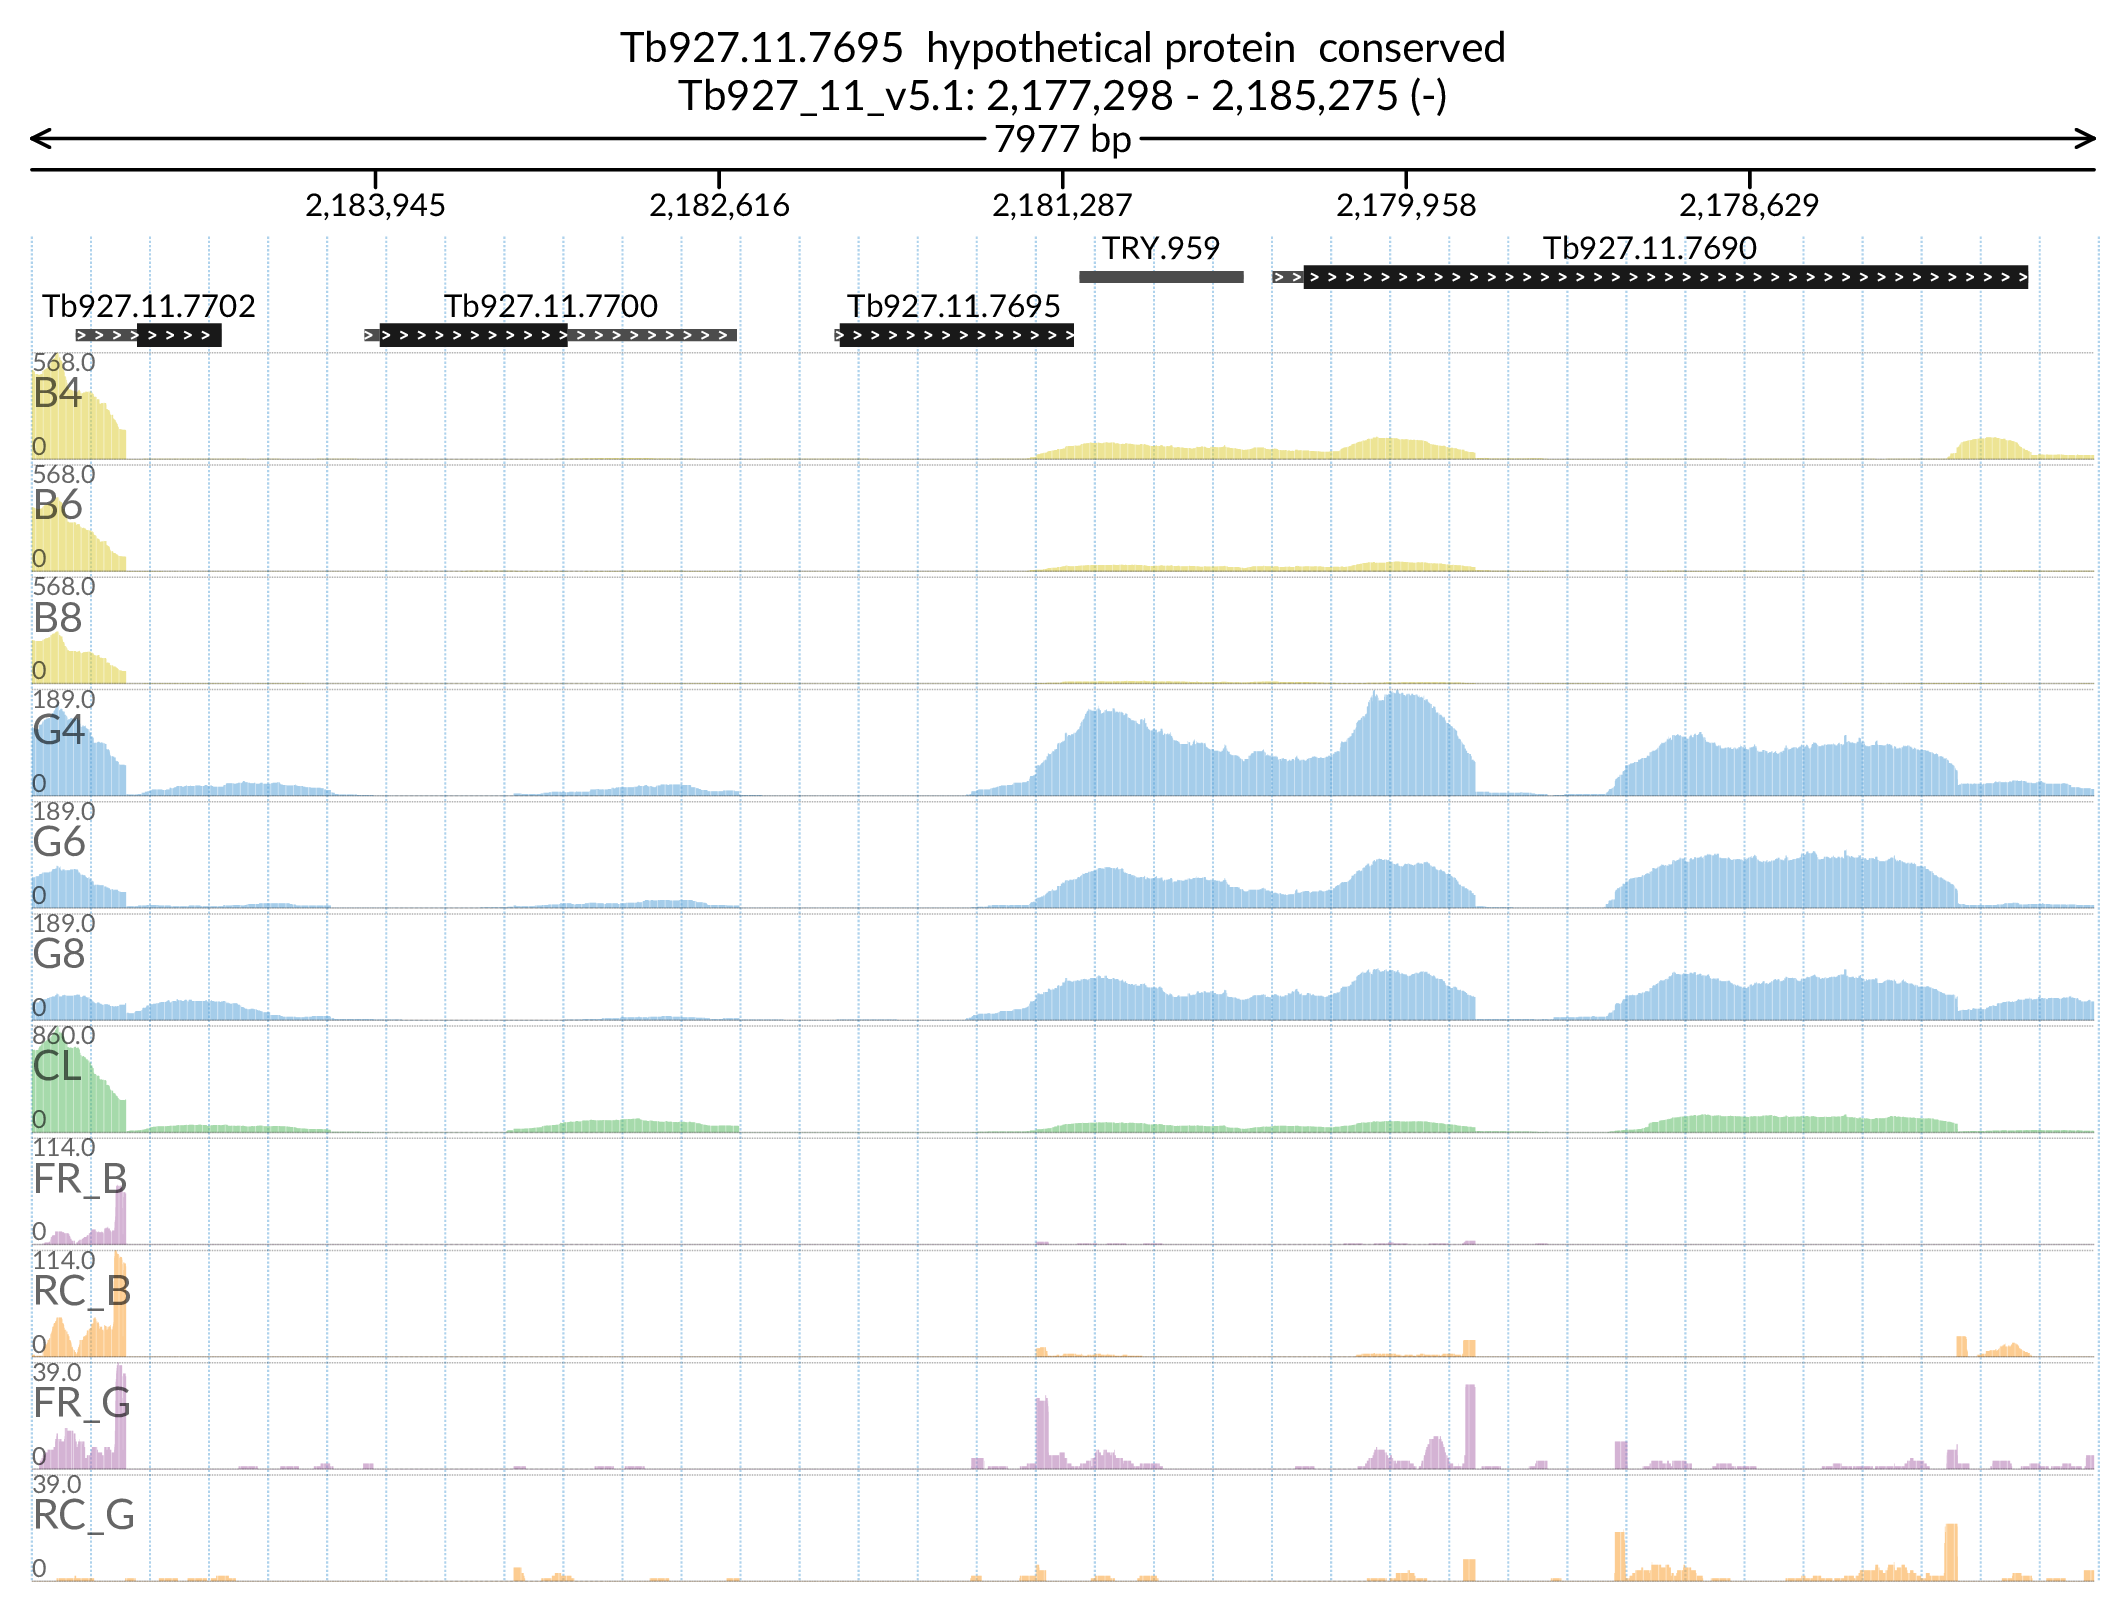 Tb927.11.7695 hypothetical protein conserved
Tb927_11_v5.1: 2,177,298 - 2,185,275 (-)
7977 bp
2,183,945 2,182,616 2,181,287 2,179,958 2,178,629
TRY.959 Tb927.11.7690
Tb927.11.7702 Tb927.11.7700 Tb927.11.7695
568.0
B4
0
568.0
B6
0
568.0
B8
0
189.0
G4
0
189.0
G6
0
189.0
G8
0
860.0
CL
0
114.0
FR_B
0
114.0
RC_B
0
39.0
FR_G
0
39.0
RC_G
0